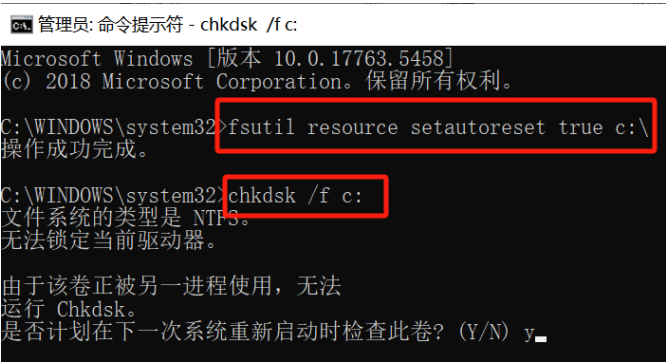 管理员: 命令提示符 - chkdsk /f c:
Microsoft Windows [版本 10.0.17763.5458]
(c) 2018 Microsoft Corporation。保留所有权利。
C:\WINDOWS\system32>fsutil resource setautoreset true c:\
操作成功完成。
C:\WINDOWS\system32>chkdsk /f c:
文件系统的类型是 NTFS。
无法锁定当前驱动器。
由于该卷正被另一进程使用，无法
运行 Chkdsk。
是否计划在下一次系统重新启动时检查此卷? (Y/N) y